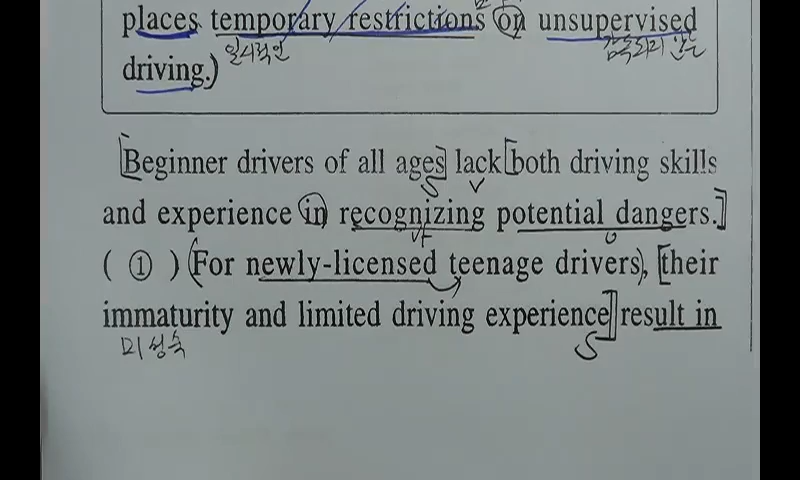 places temporary restrictions on unsupervised
일시적인 감독되지 않는
driving.)
Beginner drivers of all ages lack both driving skills
S V
and experience in recognizing potential dangers.
Vt O
( ① ) For newly-licensed teenage drivers, their
immaturity and limited driving experience result in
미성숙 S